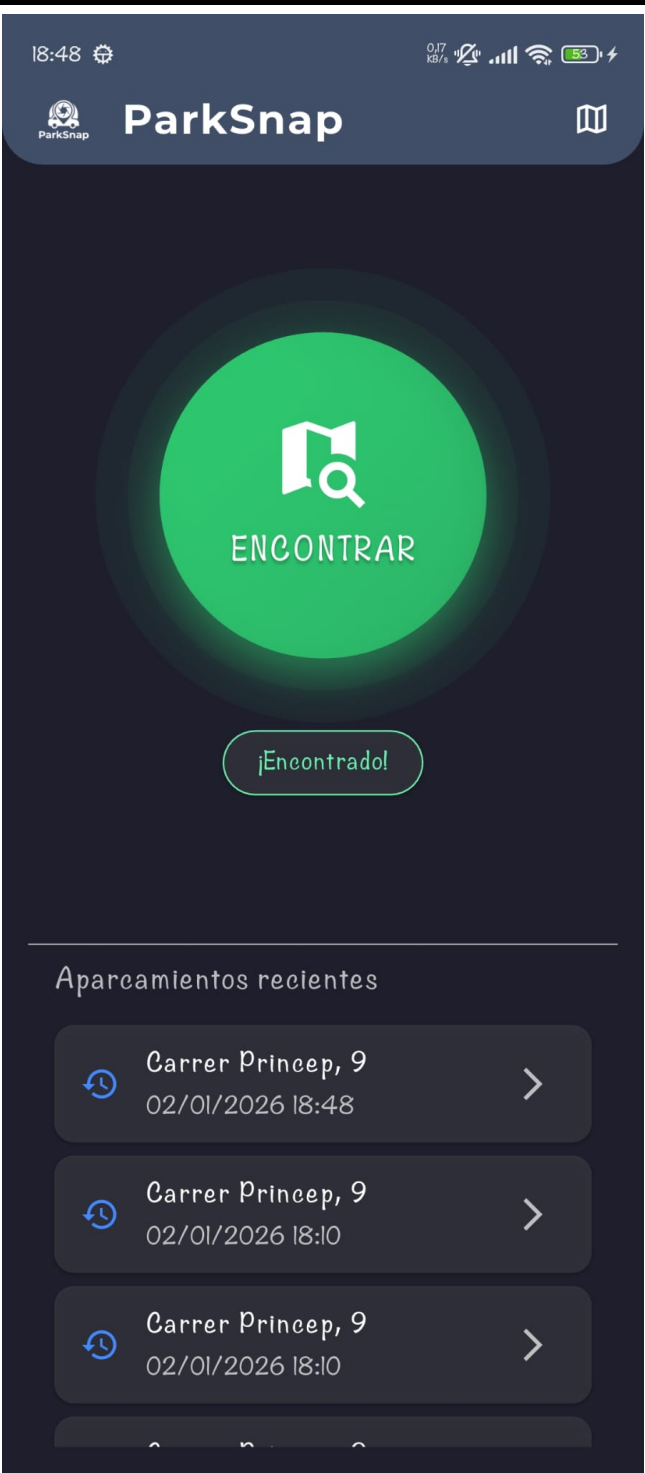 18:48
0,17
KB/s
53
ParkSnap
ParkSnap
ENCONTRAR
¡Encontrado!
Aparcamientos recientes
Carrer Princep, 9
02/01/2026 18:48
Carrer Princep, 9
02/01/2026 18:10
Carrer Princep, 9
02/01/2026 18:10